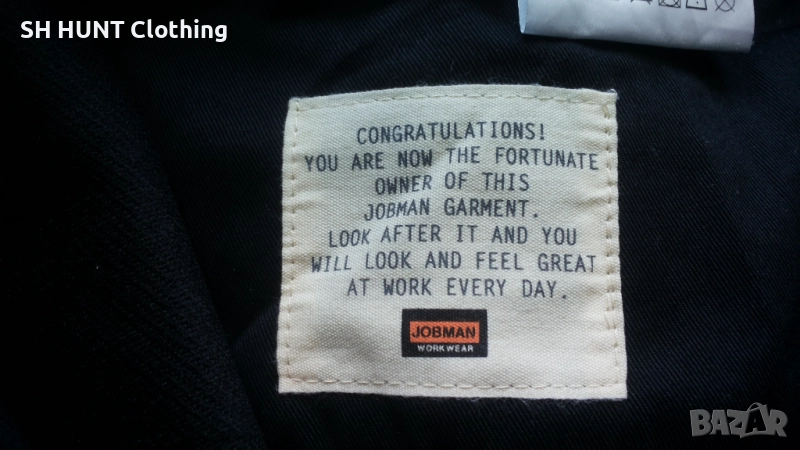 SH HUNT Clothing
CONGRATULATIONS!
YOU ARE NOW THE FORTUNATE
OWNER OF THIS
JOBMAN GARMENT.
LOOK AFTER IT AND YOU
WILL LOOK AND FEEL GREAT
AT WORK EVERY DAY.
JOBMAN
WORKWEAR
BAZAR